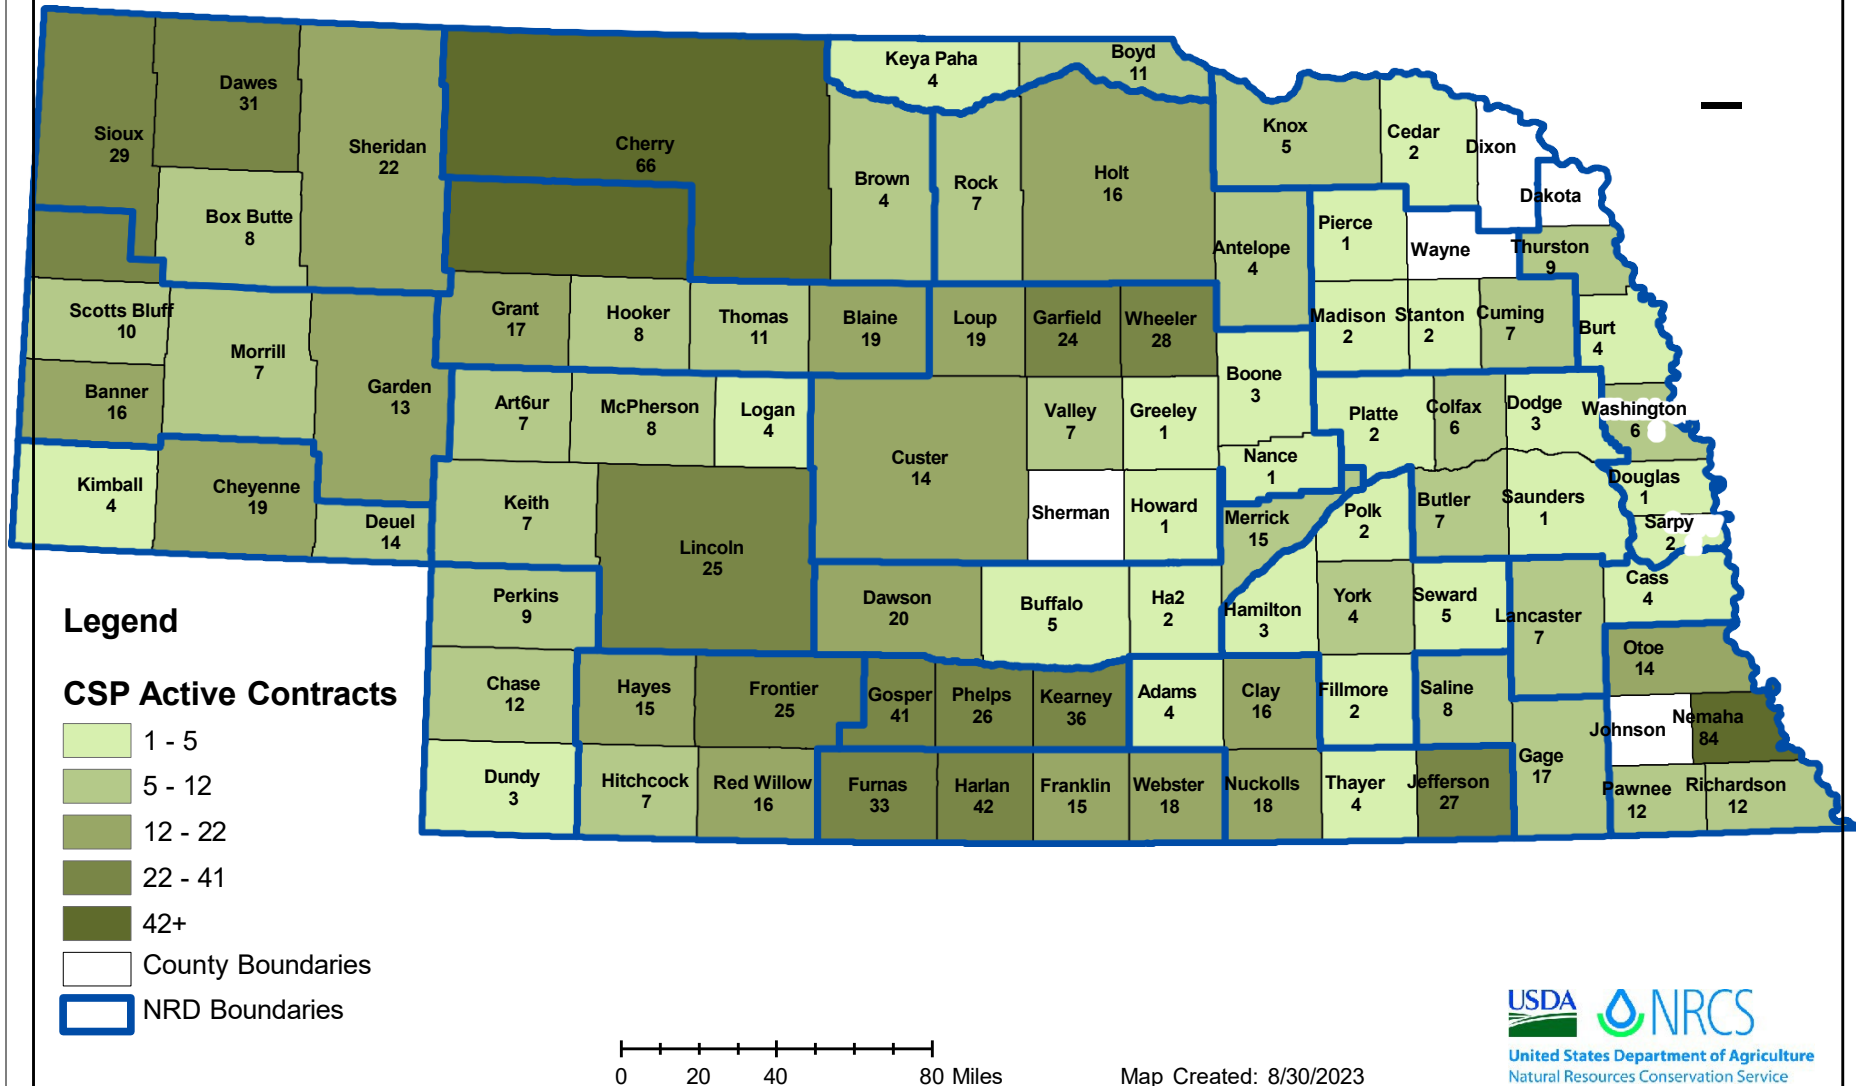 Keya Paha
4
Boyd
11
Dawes
31
Sioux
29
Sheridan
22
Cherry
66
Knox
5
Cedar
2
Dixon
Dakota
Brown
4
Rock
7
Holt
16
Box Butte
8
Antelope
4
Pierce
1
Wayne
Thurston
9
Scotts Bluff
10
Morrill
7
Grant
17
Hooker
8
Thomas
11
Blaine
19
Loup
19
Garfield
24
Wheeler
28
Madison
2
Stanton
2
Cuming
7
Burt
4
Banner
16
Garden
13
Art6ur
7
McPherson
8
Logan
4
Valley
7
Greeley
1
Boone
3
Platte
2
Colfax
6
Dodge
3
Washington
6
Kimball
4
Cheyenne
19
Deuel
14
Keith
7
Lincoln
25
Custer
14
Sherman
Howard
1
Nance
1
Merrick
15
Polk
2
Butler
7
Saunders
1
Douglas
1
Sarpy
2
Perkins
9
Dawson
20
Buffalo
5
Ha2
2
Hamilton
3
York
4
Seward
5
Lancaster
7
Cass
4
Otoe
14
Chase
12
Hayes
15
Frontier
25
Gosper
41
Phelps
26
Kearney
36
Adams
4
Clay
16
Fillmore
2
Saline
8
Johnson
Nemaha
84
Dundy
3
Hitchcock
7
Red Willow
16
Furnas
33
Harlan
42
Franklin
15
Webster
18
Nuckolls
18
Thayer
4
Jefferson
27
Gage
17
Pawnee
12
Richardson
12
Legend
CSP Active Contracts
1 - 5
5 - 12
12 - 22
22 - 41
42+
County Boundaries
NRD Boundaries
0 20 40 80 Miles
Map Created: 8/30/2023
USDA NRCS
United States Department of Agriculture
Natural Resources Conservation Service